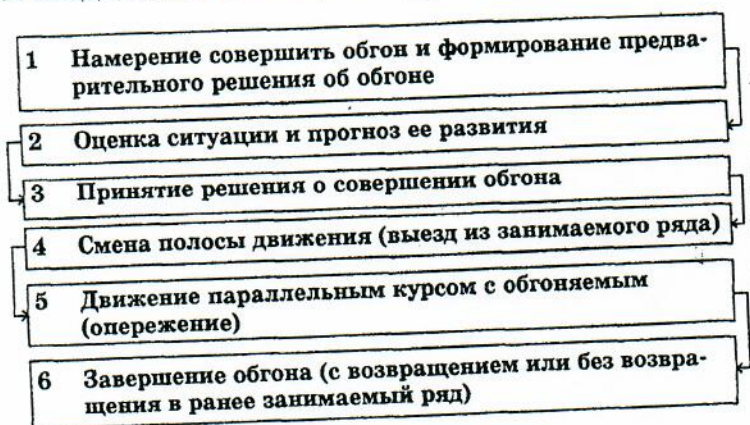 1 Намерение совершить обгон и формирование предва-
рительного решения об обгоне
2 Оценка ситуации и прогноз ее развития
3 Принятие решения о совершении обгона
4 Смена полосы движения (выезд из занимаемого ряда)
5 Движение параллельным курсом с обгоняемым
(опережение)
6 Завершение обгона (с возвращением или без возвра-
щения в ранее занимаемый ряд)